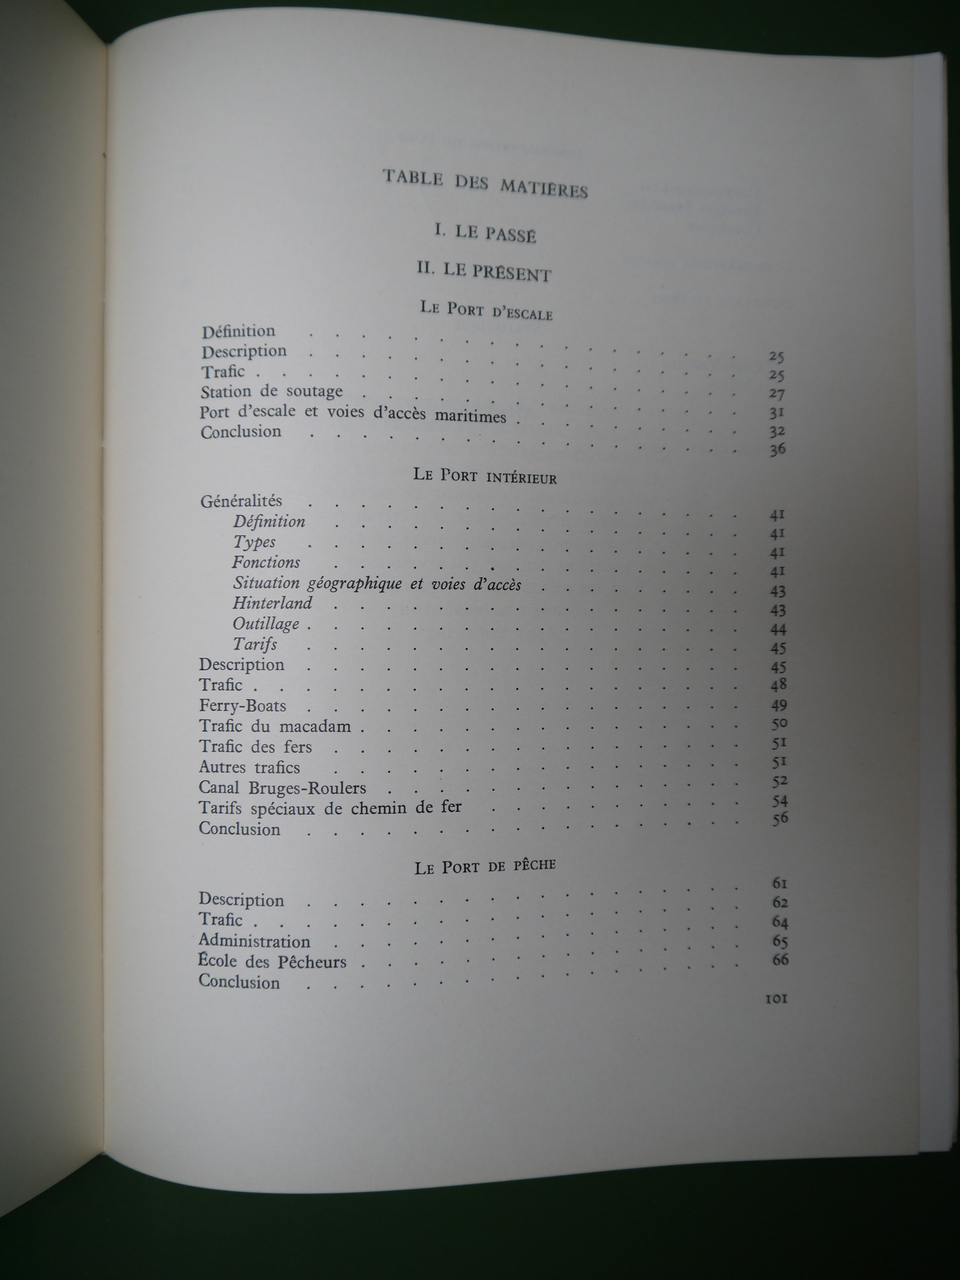 TABLE DES MATIÈRES
I. LE PASSÉ
II. LE PRÉSENT
LE PORT D'ESCALE
Définition . . . . . . . . . . . . . . . . . 25
Description . . . . . . . . . . . . . . . . . 25
Trafic . . . . . . . . . . . . . . . . . . . 27
Station de soutage . . . . . . . . . . . . . . . 31
Port d'escale et voies d'accès maritimes . . . . . . . . . 32
Conclusion . . . . . . . . . . . . . . . . . 36
LE PORT INTÉRIEUR
Généralités . . . . . . . . . . . . . . . . . 41
Définition . . . . . . . . . . . . . . . . 41
Types . . . . . . . . . . . . . . . . . 41
Fonctions . . . . . . . . . . . . . . . . 41
Situation géographique et voies d'accès . . . . . . . . 43
Hinterland . . . . . . . . . . . . . . . . 43
Outillage . . . . . . . . . . . . . . . . . 44
Tarifs . . . . . . . . . . . . . . . . . 45
Description . . . . . . . . . . . . . . . . . 45
Trafic . . . . . . . . . . . . . . . . . . . 48
Ferry-Boats . . . . . . . . . . . . . . . . . 49
Trafic du macadam . . . . . . . . . . . . . . . 50
Trafic des fers . . . . . . . . . . . . . . . . 51
Autres trafics . . . . . . . . . . . . . . . . 51
Canal Bruges-Roulers . . . . . . . . . . . . . . 52
Tarifs spéciaux de chemin de fer . . . . . . . . . . 54
Conclusion . . . . . . . . . . . . . . . . . 56
LE PORT DE PÊCHE
Description . . . . . . . . . . . . . . . . . 61
Trafic . . . . . . . . . . . . . . . . . . . 62
Administration . . . . . . . . . . . . . . . . 64
École des Pêcheurs . . . . . . . . . . . . . . . 65
Conclusion . . . . . . . . . . . . . . . . . 66
101